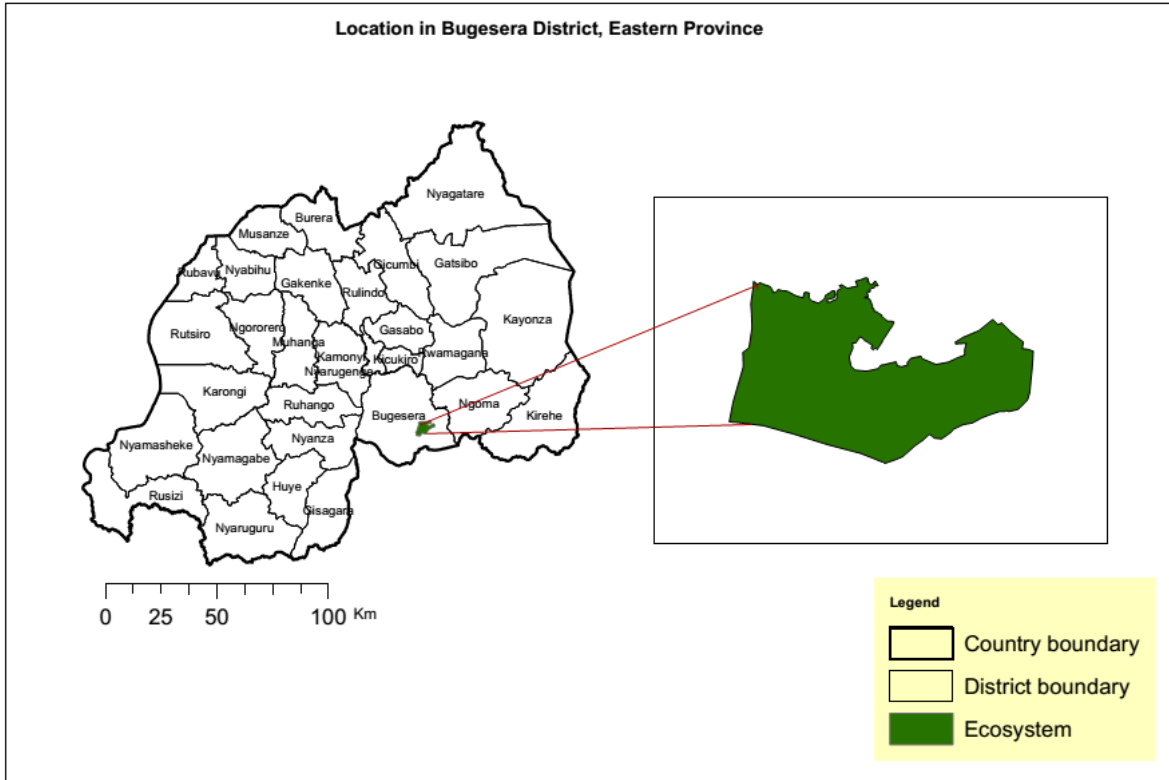 Location in Bugesera District, Eastern Province
Nyagatare
Burera
Musanze
Gicumbi
Gatsibo
Rubavu
Nyabihu
Gakenke
Rulindo
Kayonza
Rutsiro
Ngororero
Gasabo
Muhanga
Kamonyi
Kicukiro
Rwamagana
Nyarugenge
Karongi
Ruhango
Bugesera
Ngoma
Kirehe
Nyamasheke
Nyanza
Nyamagabe
Rusizi
Huye
Gisagara
Nyaruguru
0 25 50 100 Km
Legend
Country boundary
District boundary
Ecosystem